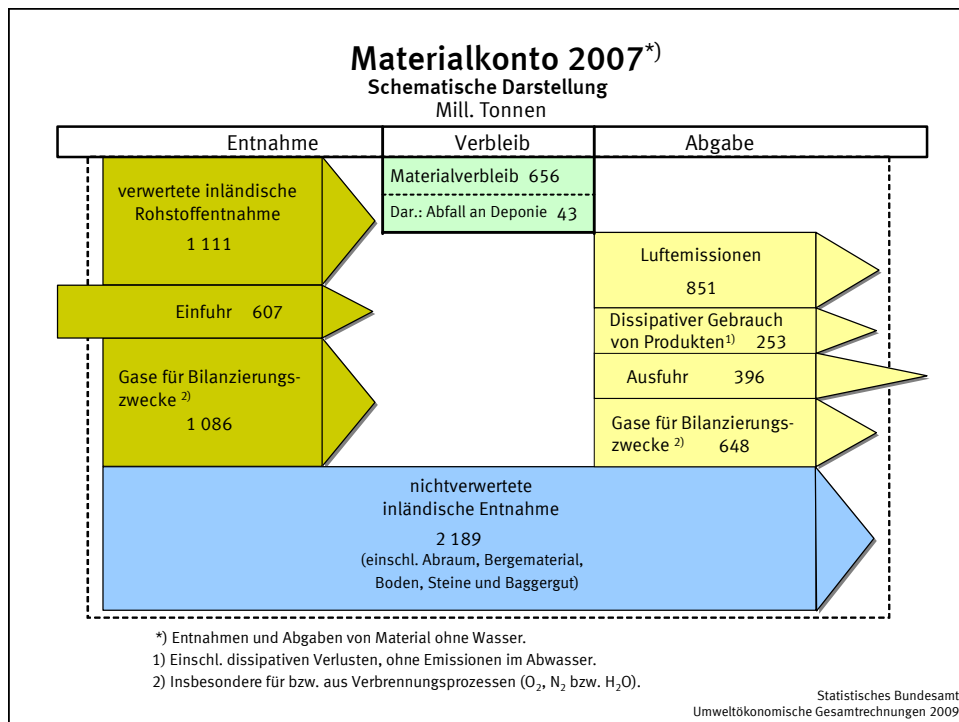 Materialkonto 2007*)
Schematische Darstellung
Mill. Tonnen
Entnahme
Verbleib
Abgabe
verwertete inländische
Rohstoffentnahme
1 111
Einfuhr 607
Gase für Bilanzierungs-
zwecke 2)
1 086
Materialverbleib 656
Dar.: Abfall an Deponie 43
Luftemissionen
851
Dissipativer Gebrauch
von Produkten1) 253
Ausfuhr 396
Gase für Bilanzierungs-
zwecke 2) 648
nichtverwertete
inländische Entnahme
2 189
(einschl. Abraum, Bergematerial,
Boden, Steine und Baggergut)
*) Entnahmen und Abgaben von Material ohne Wasser.
1) Einschl. dissipativen Verlusten, ohne Emissionen im Abwasser.
2) Insbesondere für bzw. aus Verbrennungsprozessen (O2, N2 bzw. H2O).
Statistisches Bundesamt
Umweltökonomische Gesamtrechnungen 2009